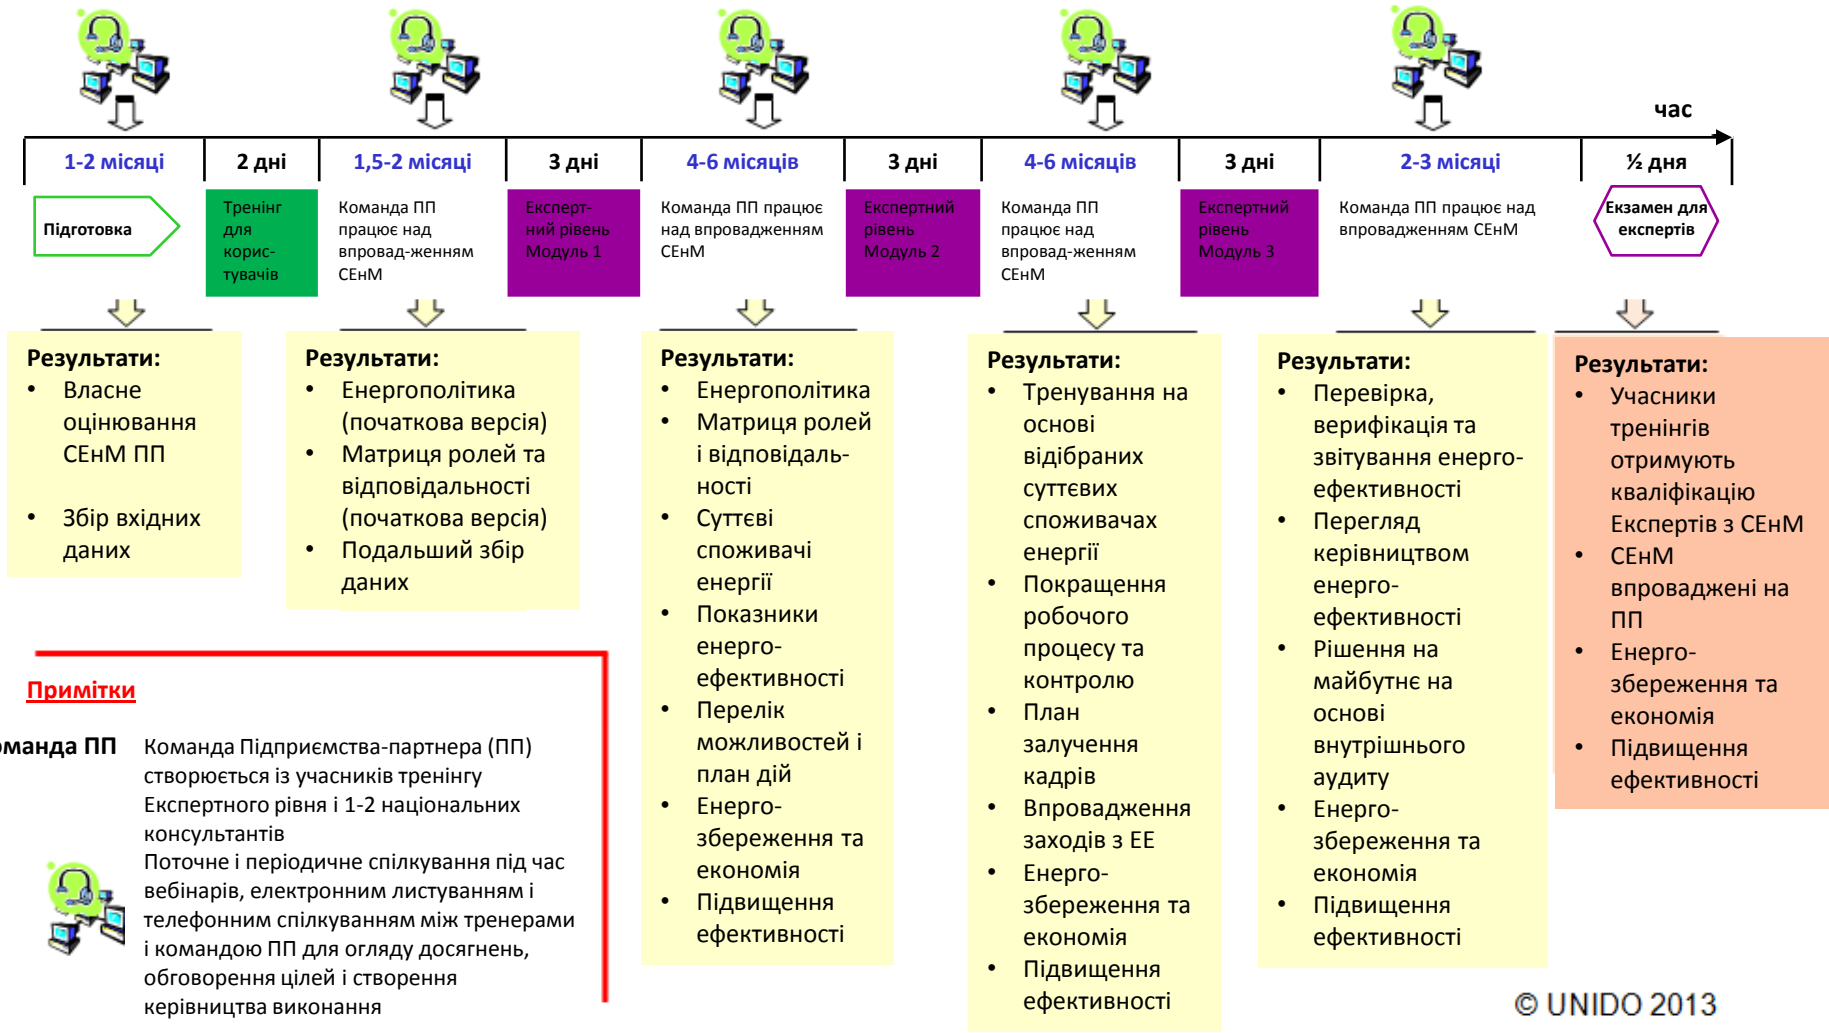 час
1-2 місяці
2 дні
1,5-2 місяці
3 дні
4-6 місяців
3 дні
4-6 місяців
3 дні
2-3 місяці
½ дня
Підготовка
Тренінг
для
корис-
тувачів
Команда ПП
працює над
впровад-женням
СЕнМ
Експерт-
ний рівень
Модуль 1
Команда ПП працює
над впровадженням
СЕнМ
Експертний
рівень
Модуль 2
Команда ПП
працює над
впровад-женням
СЕнМ
Експертний
рівень
Модуль 3
Команда ПП працює над
впровадженням СЕнМ
Екзамен для
експертів
Результати:
• Власне
оцінювання
СЕнМ ПП
• Збір вхідних
даних
Результати:
• Енергополітика
(початкова версія)
• Матриця ролей та
відповідальності
(початкова версія)
• Подальший збір
даних
Результати:
• Енергополітика
• Матриця ролей
і відповідаль-
ності
• Суттєві
споживачі
енергії
• Показники
енерго-
ефективності
• Перелік
можливостей і
план дій
• Енерго-
збереження та
економія
• Підвищення
ефективності
Результати:
• Тренування на
основі
відібраних
суттєвих
споживачах
енергії
• Покращення
робочого
процесу та
контролю
• План
залучення
кадрів
• Впровадження
заходів з ЕЕ
• Енерго-
збереження та
економія
• Підвищення
ефективності
Результати:
• Перевірка,
верифікація та
звітування енерго-
ефективності
• Перегляд
керівництвом
енерго-
ефективності
• Рішення на
майбутнє на
основі
внутрішнього
аудиту
• Енерго-
збереження та
економія
• Підвищення
ефективності
Результати:
• Учасники
тренінгів
отримують
кваліфікацію
Експертів з СЕнМ
• СЕнМ
впроваджені на
ПП
• Енерго-
збереження та
економія
• Підвищення
ефективності
Примітки
оманда ПП
Команда Підприємства-партнера (ПП)
створюється із учасників тренінгу
Експертного рівня і 1-2 національних
консультантів
Поточне і періодичне спілкування під час
вебінарів, електронним листуванням і
телефонним спілкуванням між тренерами
і командою ПП для огляду досягнень,
обговорення цілей і створення
керівництва виконання
© UNIDO 2013